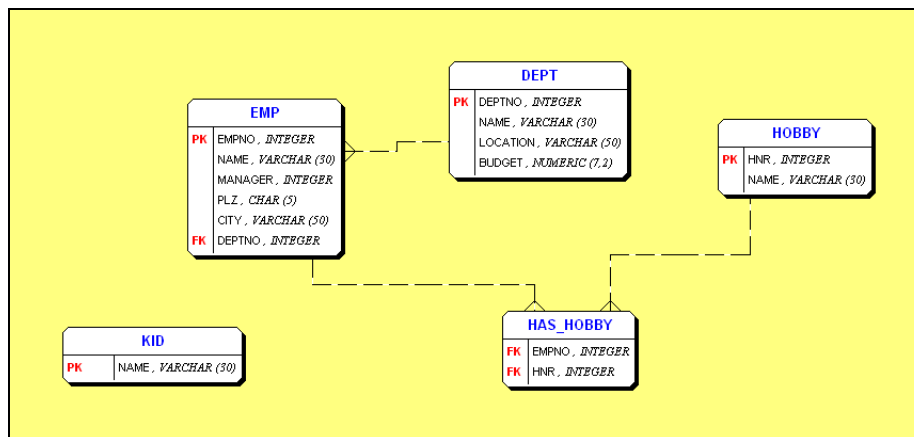 EMP
PK EMPNO , INTEGER
NAME , VARCHAR (30)
MANAGER , INTEGER
PLZ , CHAR (5)
CITY , VARCHAR (50)
FK DEPTNO , INTEGER
DEPT
PK DEPTNO , INTEGER
NAME , VARCHAR (30)
LOCATION , VARCHAR (50)
BUDGET , NUMERIC (7,2)
HOBBY
PK HNR , INTEGER
NAME , VARCHAR (30)
KID
PK NAME , VARCHAR (30)
HAS_HOBBY
FK EMPNO , INTEGER
FK HNR , INTEGER